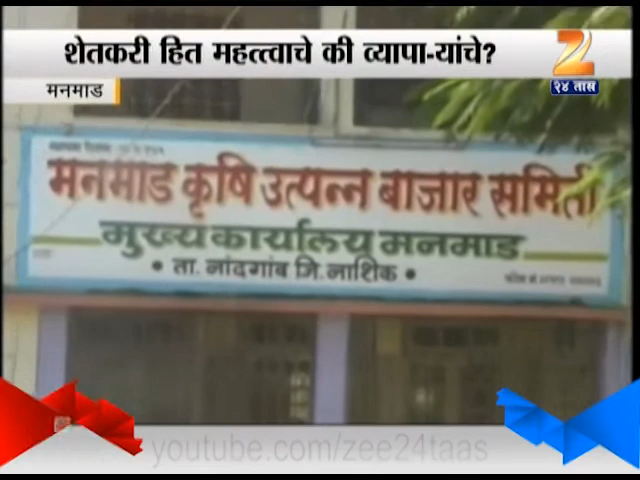 शेतकरी हित महत्त्वाचे की व्यापा-यांचे?
२४ तास
मनमाड
मनमाड कृषि उत्पन्न बाजार समिती
मुख्य कार्यालय मनमाड
• ता. नांदगांव जि. नाशिक •
youtube.com/zee24taas